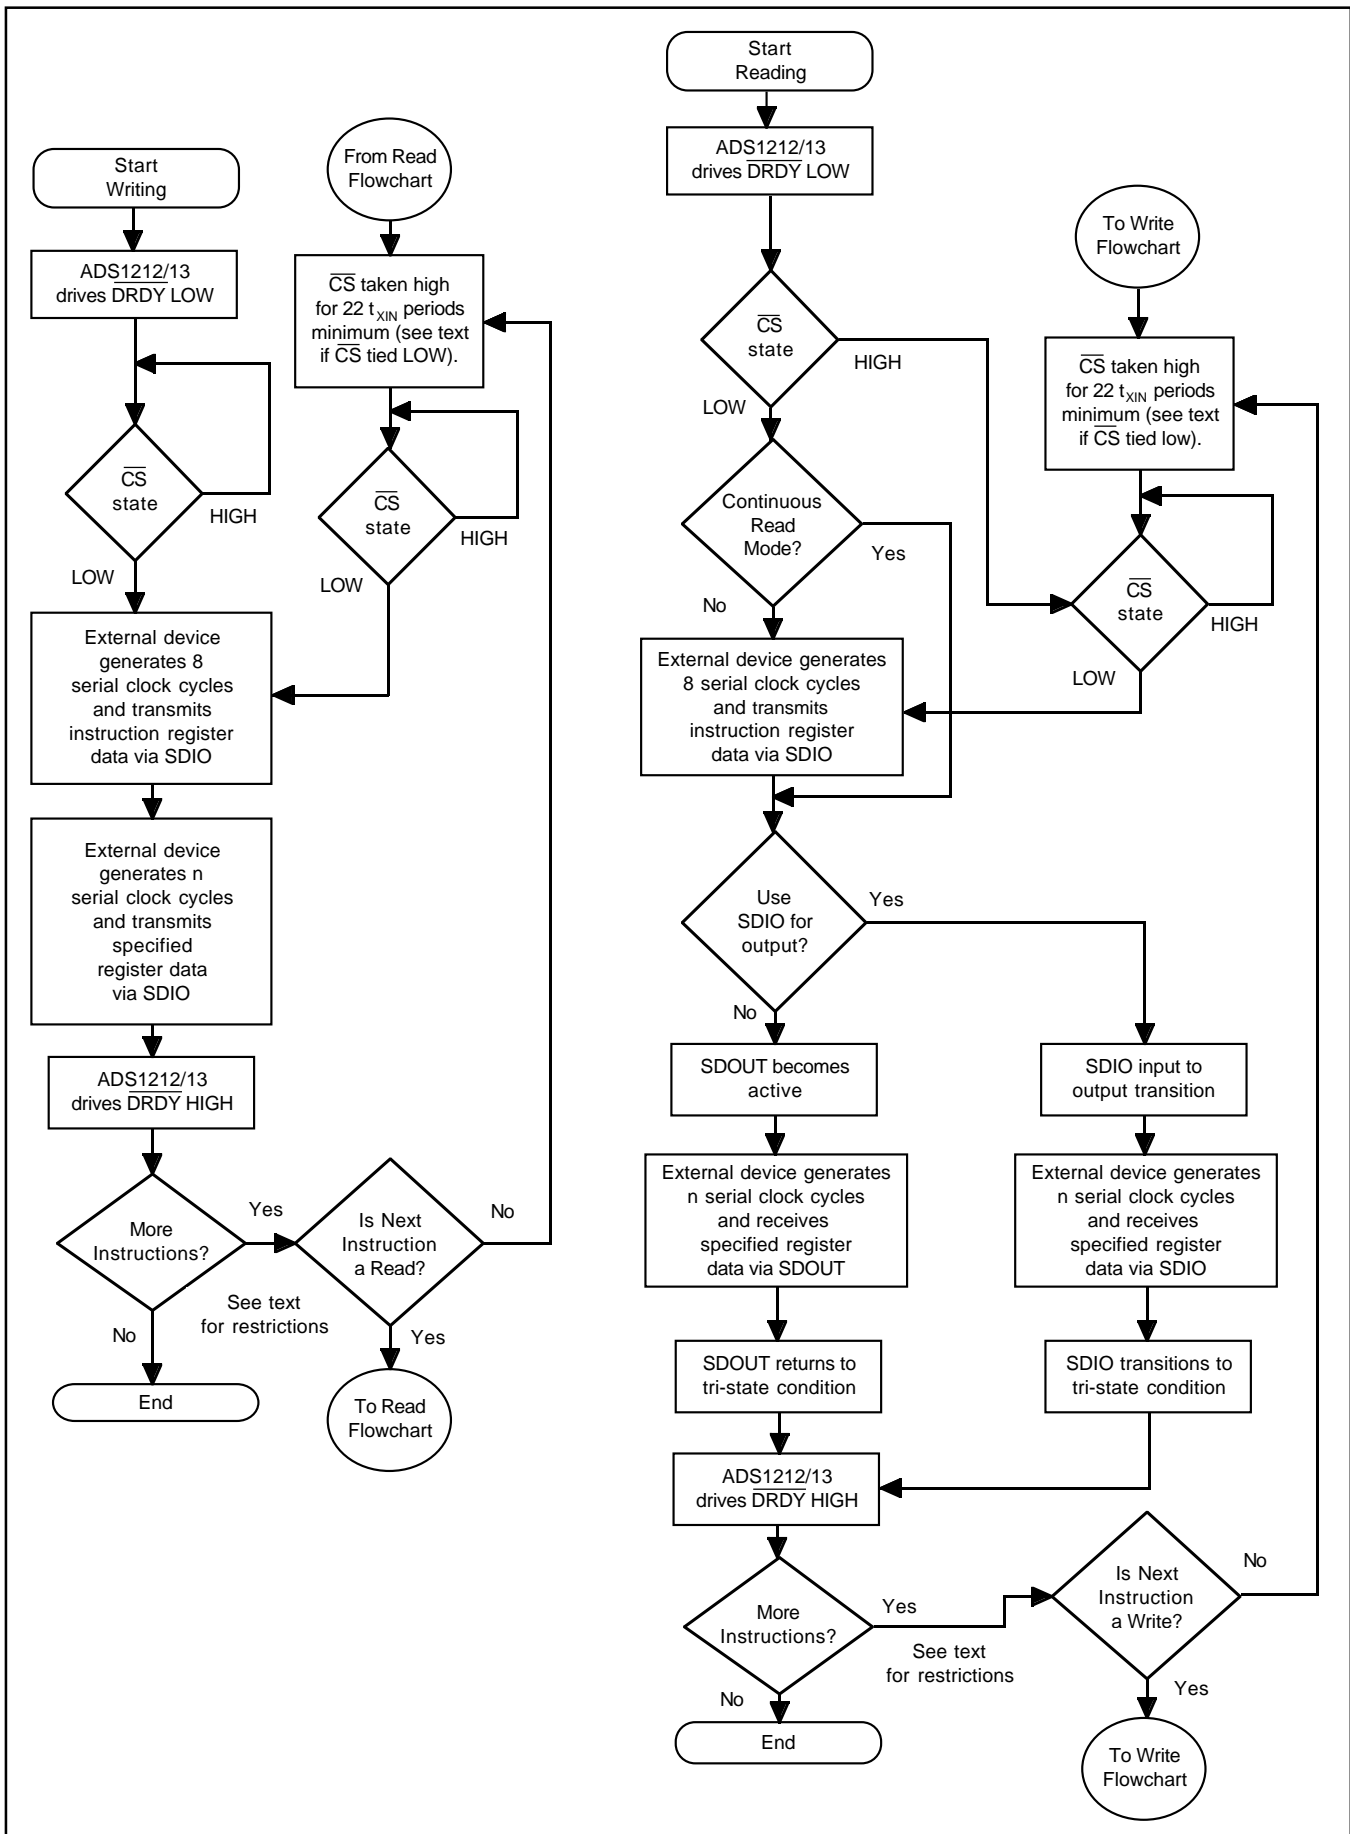 Start
Writing
ADS1212/13
drives DRDY LOW
CS
state
HIGH
LOW
External device
generates 8
serial clock cycles
and transmits
instruction register
data via SDIO
External device
generates n
serial clock cycles
and transmits
specified
register data
via SDIO
ADS1212/13
drives DRDY HIGH
More
Instructions?
Yes
No
See text
for restrictions
End
From Read
Flowchart
CS taken high
for 22 tXIN periods
minimum (see text
if CS tied LOW).
CS
state
HIGH
LOW
Is Next
Instruction
a Read?
No
Yes
To Read
Flowchart
Start
Reading
ADS1212/13
drives DRDY LOW
CS
state
HIGH
LOW
Continuous
Read
Mode?
Yes
No
External device generates
8 serial clock cycles
and transmits
instruction register
data via SDIO
Use
SDIO for
output?
Yes
No
SDOUT becomes
active
External device generates
n serial clock cycles
and receives
specified register
data via SDOUT
SDOUT returns to
tri-state condition
ADS1212/13
drives DRDY HIGH
More
Instructions?
Yes
See text
for restrictions
No
End
To Write
Flowchart
CS taken high
for 22 tXIN periods
minimum (see text
if CS tied low).
CS
state
HIGH
LOW
SDIO input to
output transition
External device generates
n serial clock cycles
and receives
specified register
data via SDIO
SDIO transitions to
tri-state condition
Is Next
Instruction
a Write?
No
Yes
To Write
Flowchart